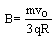 B = mv₀ / 3qR